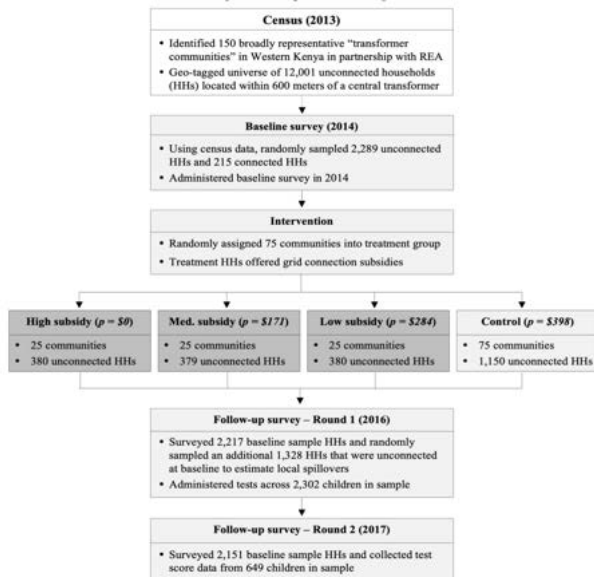 Census (2013)
• Identified 150 broadly representative “transformer
communities” in Western Kenya in partnership with REA
• Geo-tagged universe of 12,001 unconnected households
(HHs) located within 600 meters of a central transformer
Baseline survey (2014)
• Using census data, randomly sampled 2,289 unconnected
HHs and 215 connected HHs
• Administered baseline survey in 2014
Intervention
• Randomly assigned 75 communities into treatment group
• Treatment HHs offered grid connection subsidies
High subsidy (p = $0)
• 25 communities
• 380 unconnected HHs
Med. subsidy (p = $171)
• 25 communities
• 379 unconnected HHs
Low subsidy (p = $284)
• 25 communities
• 380 unconnected HHs
Control (p = $398)
• 75 communities
• 1,150 unconnected HHs
Follow-up survey – Round 1 (2016)
• Surveyed 2,217 baseline sample HHs and randomly
sampled an additional 1,328 HHs that were unconnected
at baseline to estimate local spillovers
• Administered tests across 2,302 children in sample
Follow-up survey – Round 2 (2017)
• Surveyed 2,151 baseline sample HHs and collected test
score data from 649 children in sample